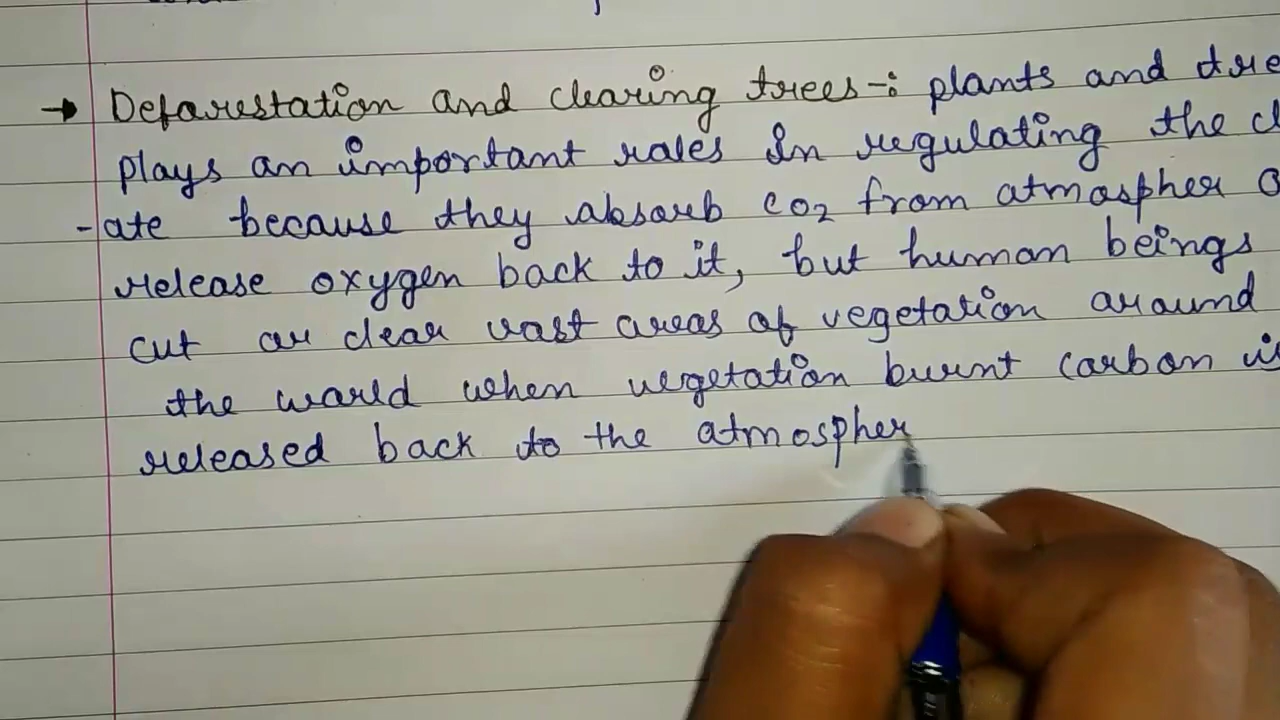 → Deforestation and clearing trees-: plants and tre
plays an important roles In regulating the cl
-ate because they absorb CO2 from atmospher
release oxygen back to it, but human beings
cut or clear vast areas of vegetation around
the world when vegetation burnt carbon is
released back to the atmospher